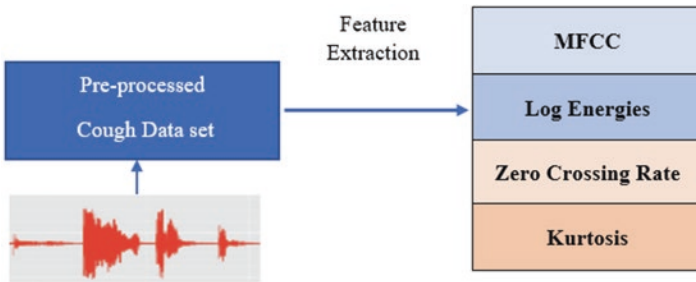 Pre-processed
Cough Data set
Feature
Extraction
MFCC
Log Energies
Zero Crossing Rate
Kurtosis